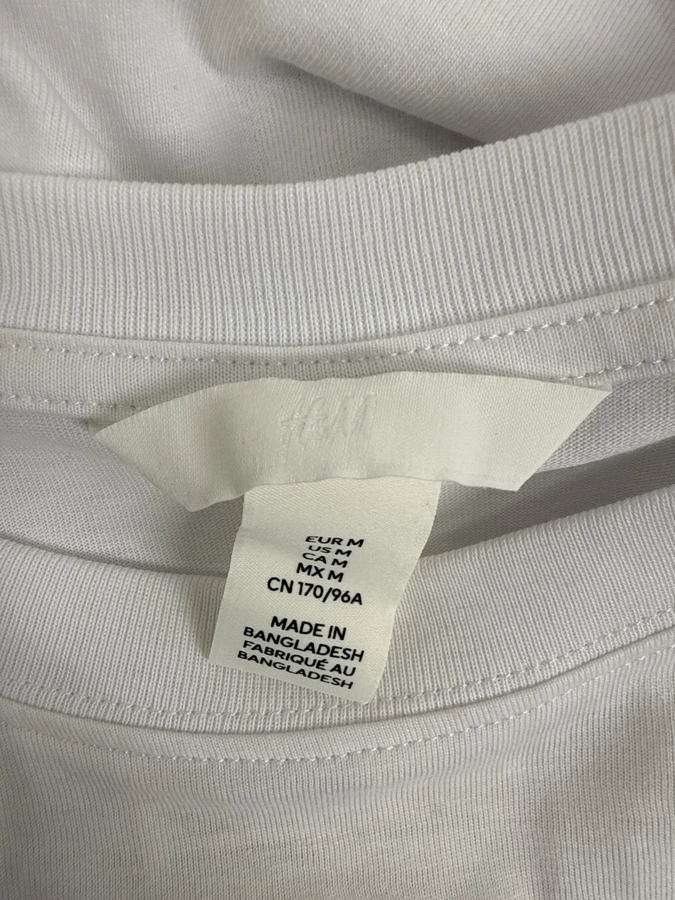 H&M
EUR M
US M
CA M
MX M
CN 170/96A
MADE IN
BANGLADESH
FABRIQUÉ AU
BANGLADESH